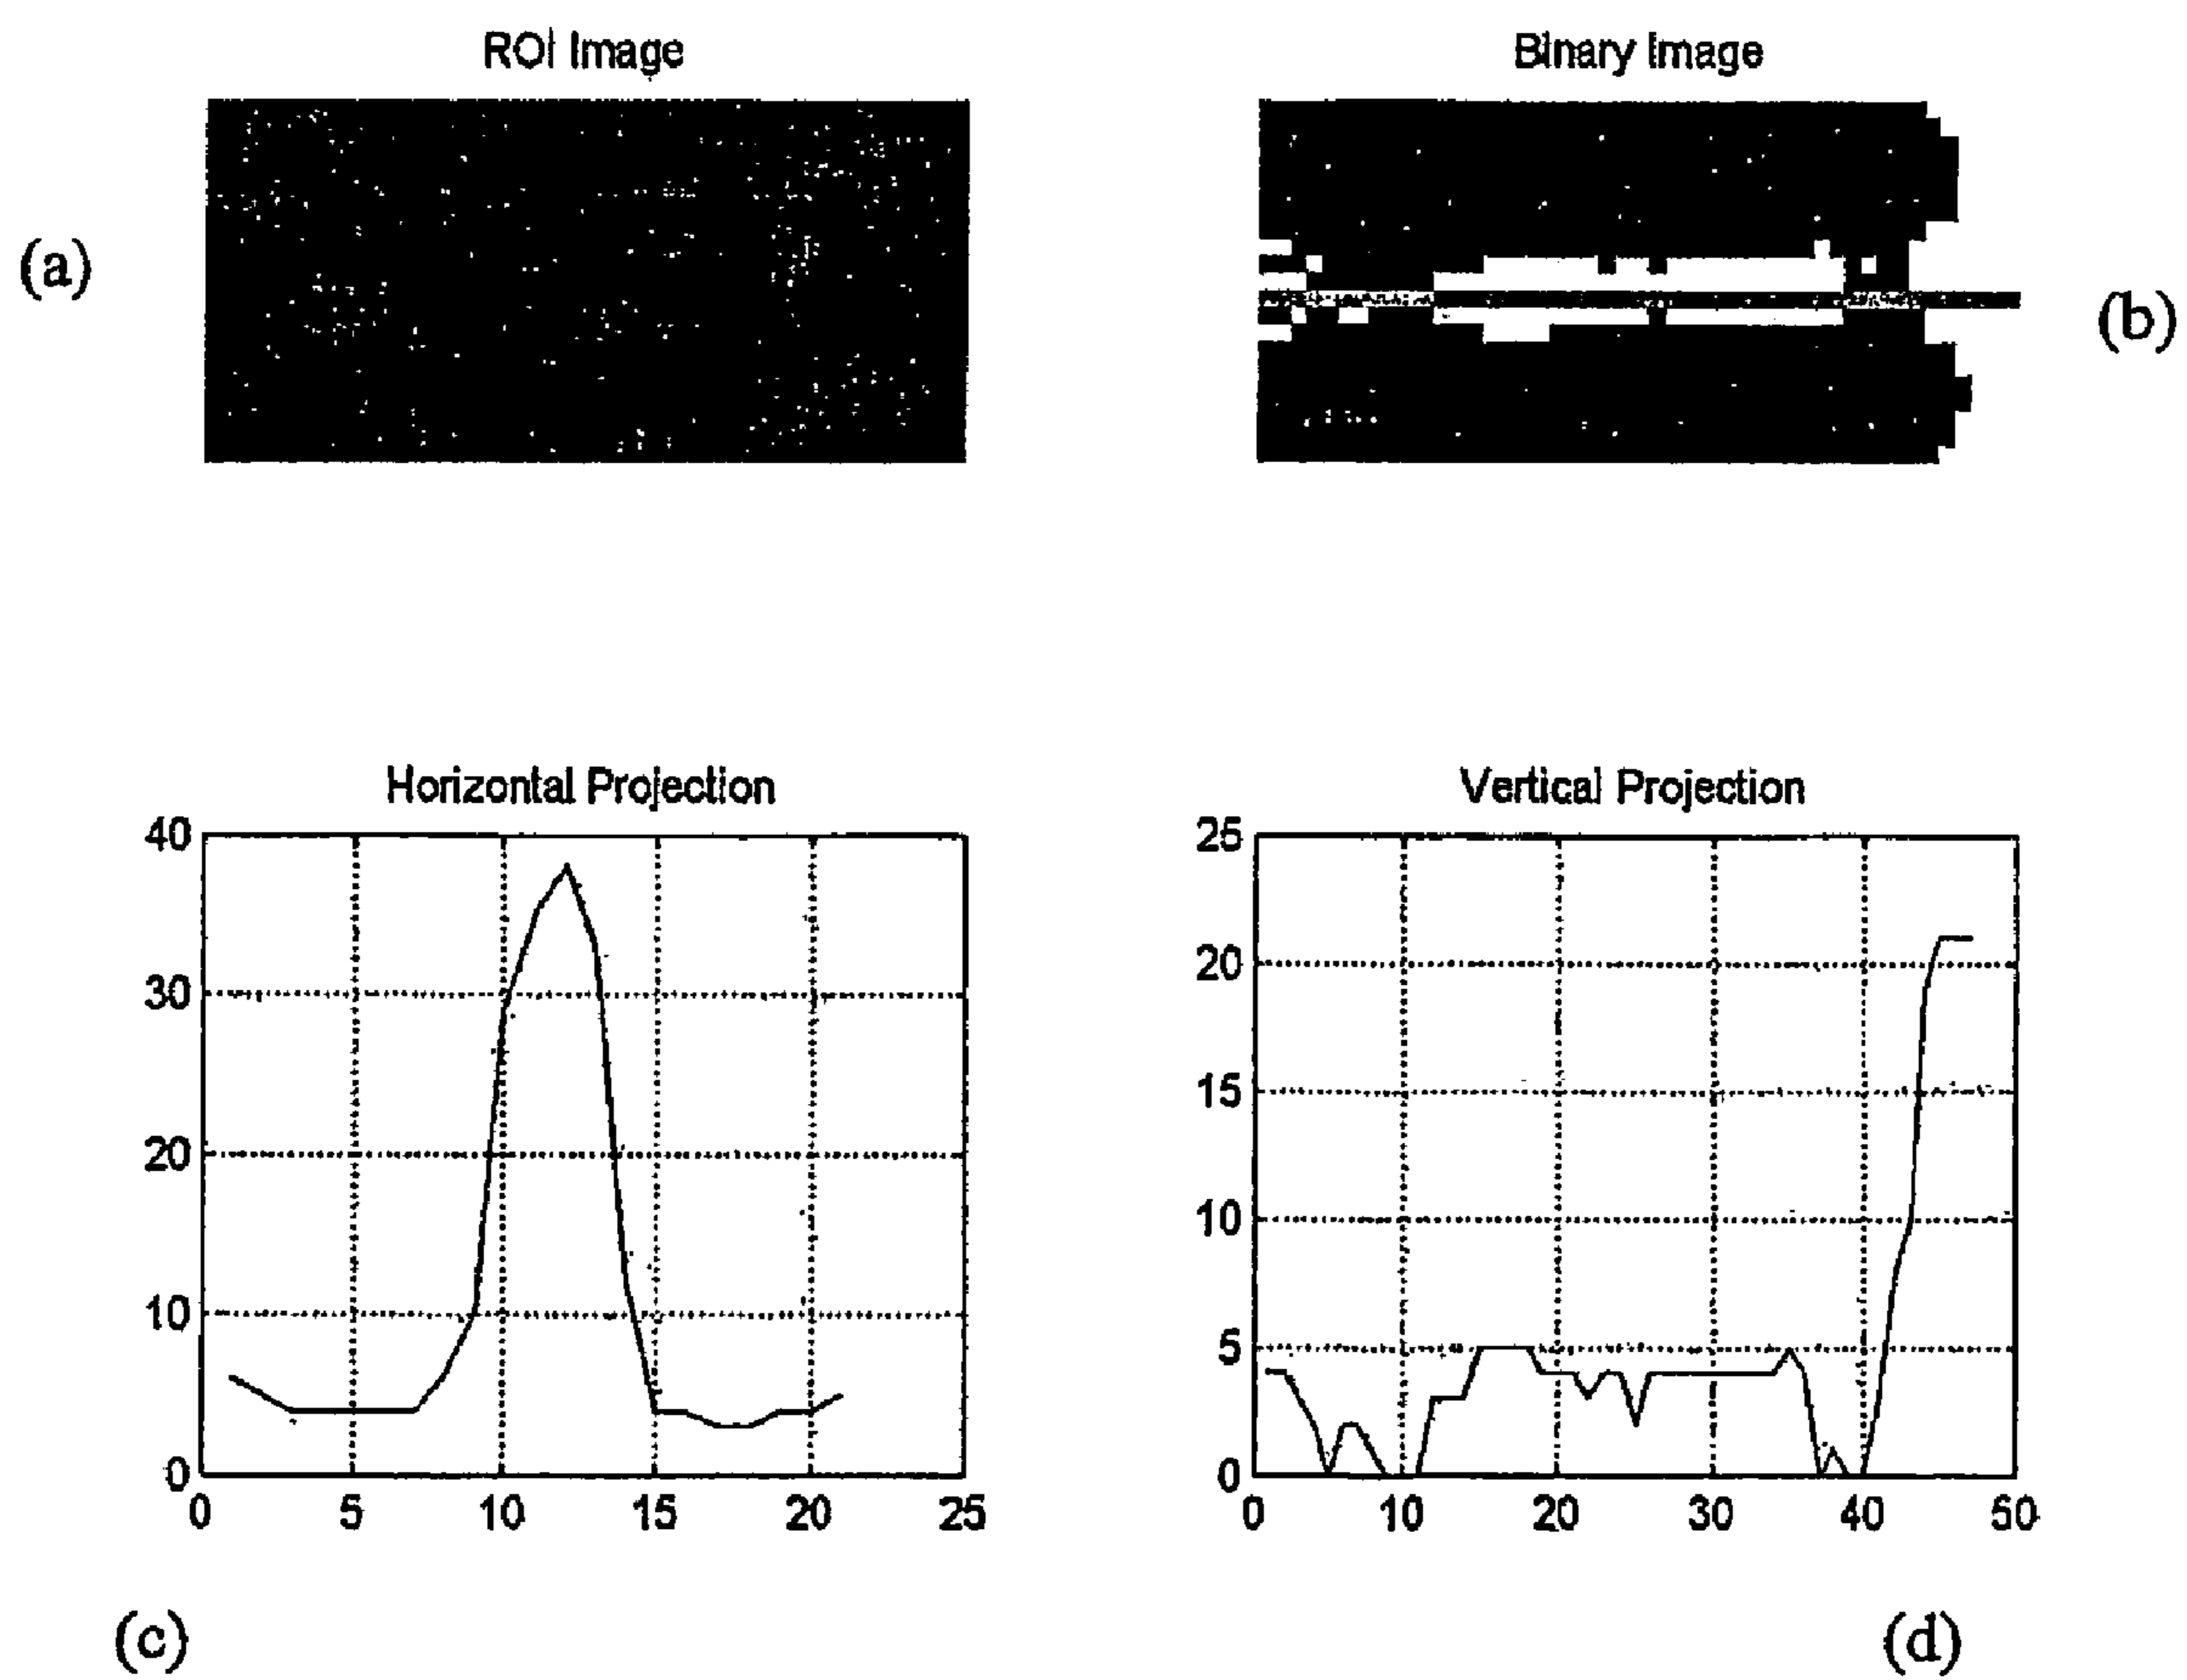 ROI Image
Binary Image
(a)
(b)
Horizontal Projection
Vertical Projection
40
30
20
10
0
0 5 10 15 20 25
25
20
15
10
5
0
0 10 20 30 40 50
(c)
(d)